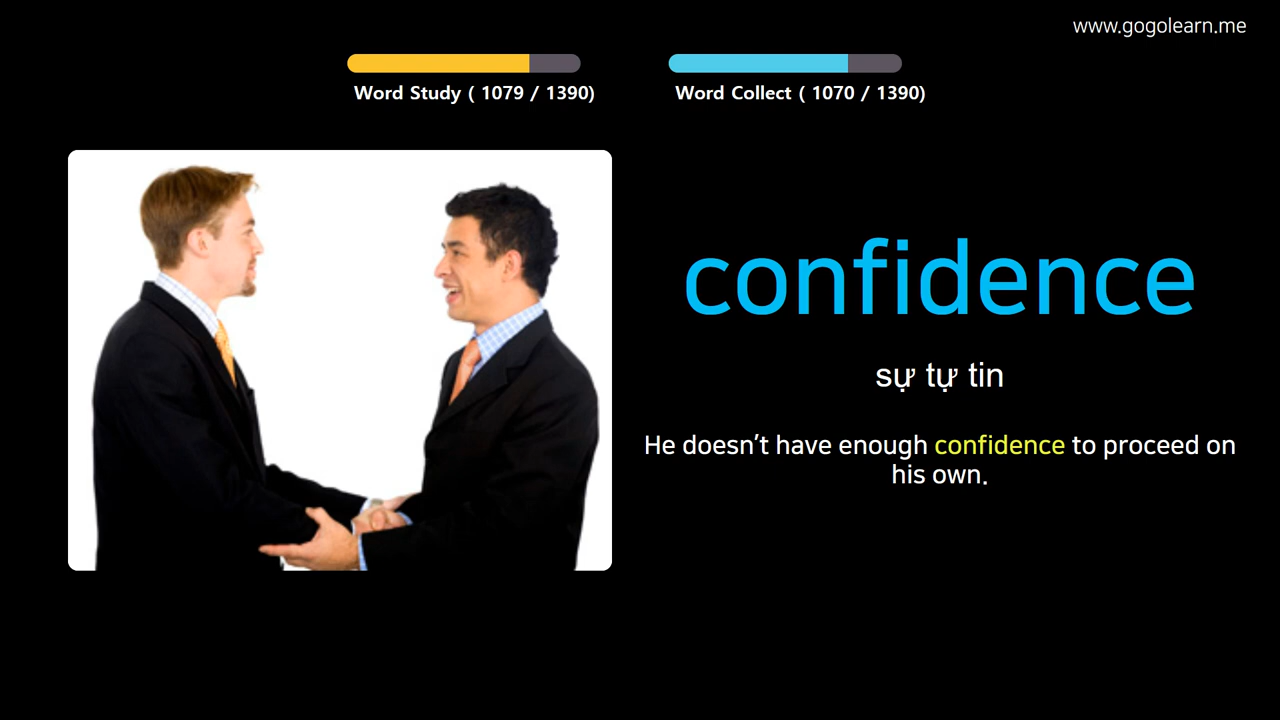 www.gogolearn.me
Word Study ( 1079 / 1390)
Word Collect ( 1070 / 1390)
confidence
sự tự tin
He doesn't have enough confidence to proceed on
his own.